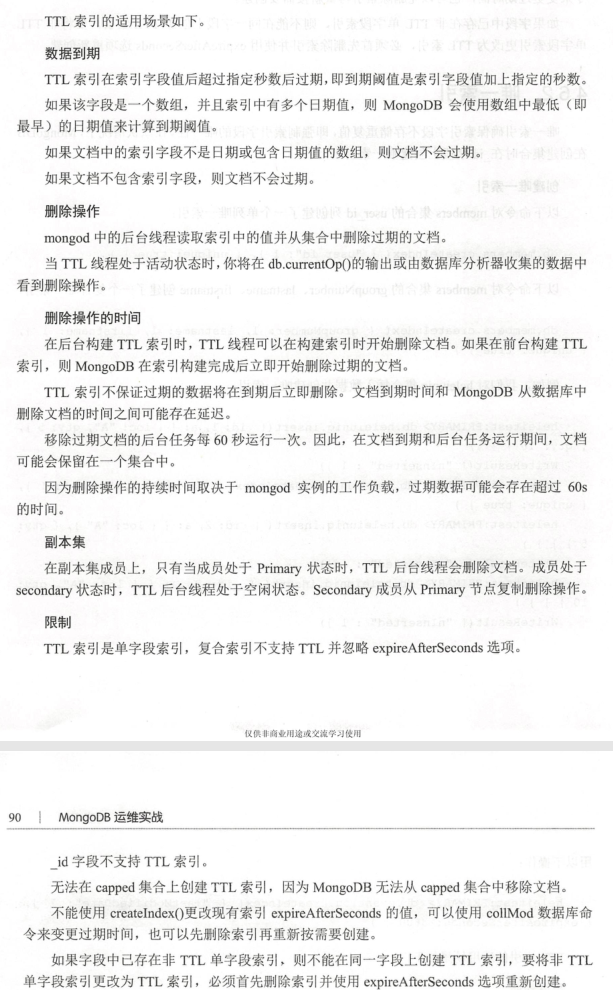 TTL 索引的适用场景如下。
数据到期
TTL 索引在索引字段值后超过指定秒数后过期，即到期阈值是索引字段值加上指定的秒数。
如果该字段是一个数组，并且索引中有多个日期值，则 MongoDB 会使用数组中最低（即
最早）的日期值来计算到期阈值。
如果文档中的索引字段不是日期或包含日期值的数组，则文档不会过期。
如果文档不包含索引字段，则文档不会过期。
删除操作
mongod 中的后台线程读取索引中的值并从集合中删除过期的文档。
当 TTL 线程处于活动状态时，你将在 db.currentOp()的输出或由数据库分析器收集的数据中
看到删除操作。
删除操作的时间
在后台构建 TTL 索引时，TTL 线程可以在构建索引时开始删除文档。如果在前台构建 TTL
索引，则 MongoDB 在索引构建完成后立即开始删除过期的文档。
TTL 索引不保证过期的数据将在到期后立即删除。文档到期时间和 MongoDB 从数据库中
删除文档的时间之间可能存在延迟。
移除过期文档的后台任务每 60 秒运行一次。因此，在文档到期和后台任务运行期间，文档
可能会保留在一个集合中。
因为删除操作的持续时间取决于 mongod 实例的工作负载，过期数据可能会存在超过 60s
的时间。
副本集
在副本集成员上，只有当成员处于 Primary 状态时，TTL 后台线程会删除文档。成员处于
secondary 状态时，TTL 后台线程处于空闲状态。Secondary 成员从 Primary 节点复制删除操作。
限制
TTL 索引是单字段索引，复合索引不支持 TTL 并忽略 expireAfterSeconds 选项。
仅供非商业用途或交流学习使用
90 | MongoDB 运维实战
_id 字段不支持 TTL 索引。
无法在 capped 集合上创建 TTL 索引，因为 MongoDB 无法从 capped 集合中移除文档。
不能使用 createIndex()更改现有索引 expireAfterSeconds 的值，可以使用 collMod 数据库命
令来变更过期时间，也可以先删除索引再重新按需要创建。
如果字段中已存在非 TTL 单字段索引，则不能在同一字段上创建 TTL 索引，要将非 TTL
单字段索引更改为 TTL 索引，必须首先删除索引并使用 expireAfterSeconds 选项重新创建。